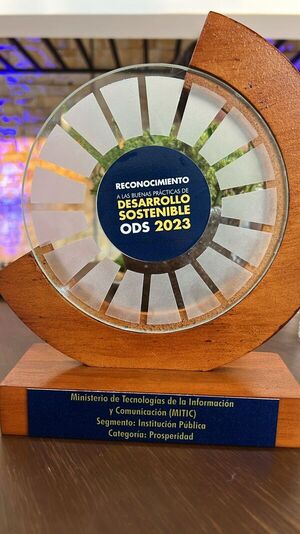 RECONOCIMIENTO
A LAS BUENAS PRÁCTICAS DE
DESARROLLO
SOSTENIBLE
ODS 2023
Ministerio de Tecnologías de la Información
y Comunicación (MITIC)
Segmento: Institución Pública
Categoría: Prosperidad